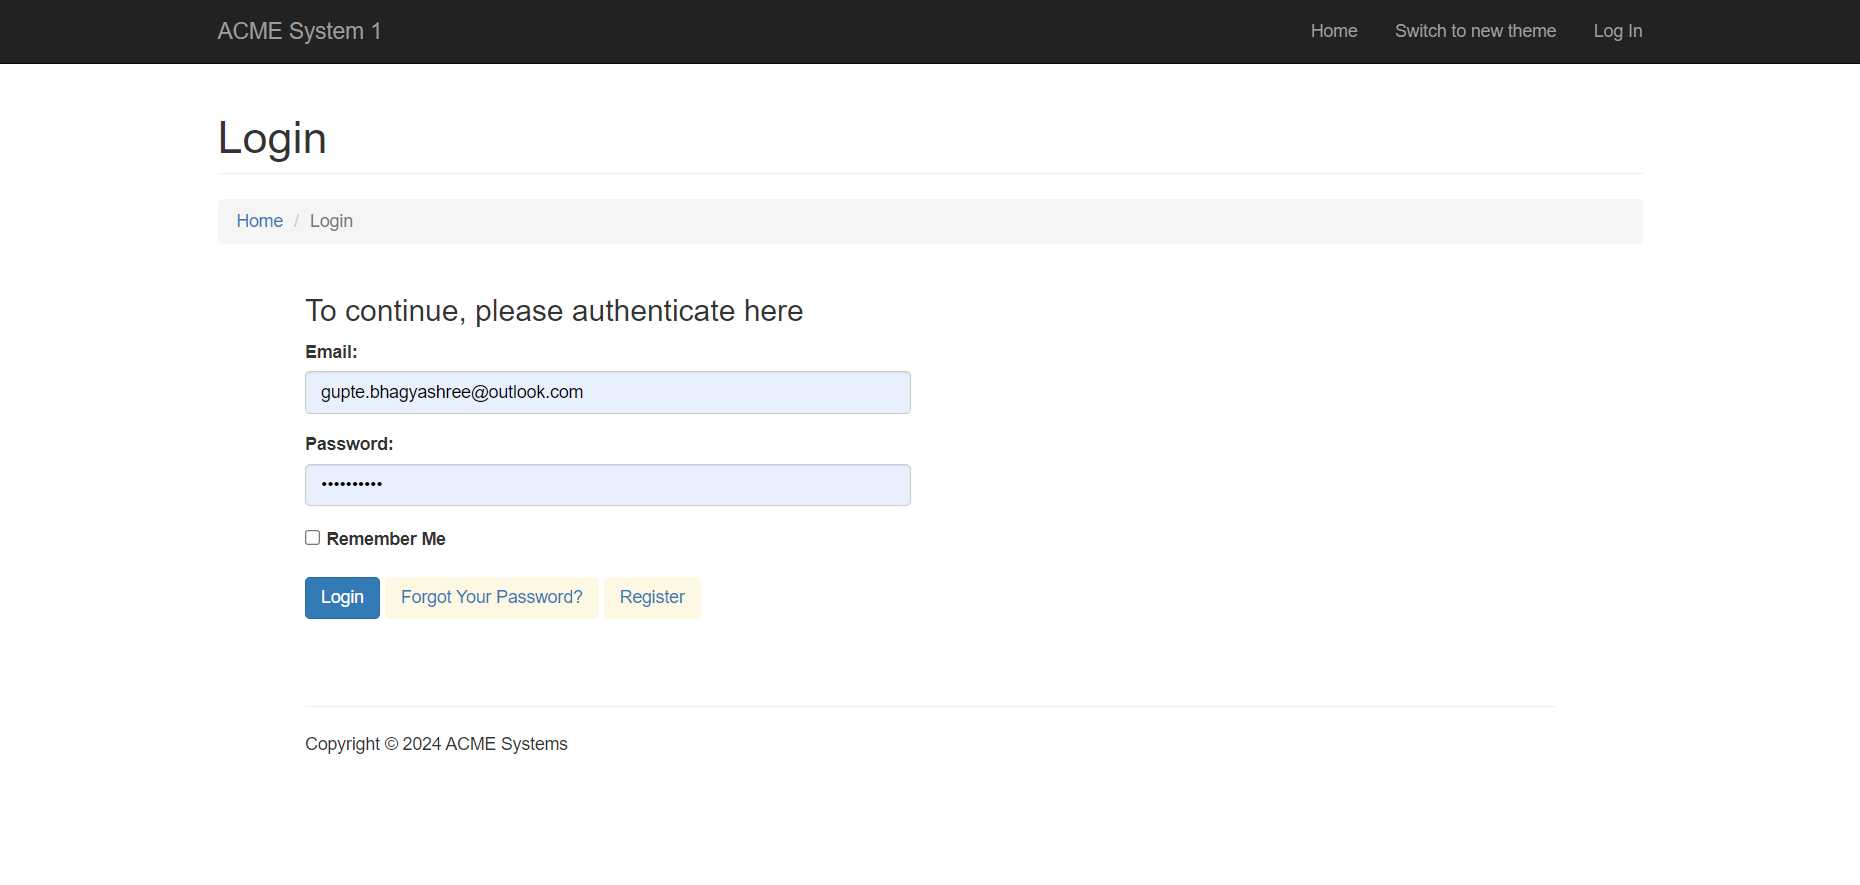 ACME System 1 Home Switch to new theme Log In
Login
Home / Login
To continue, please authenticate here
Email:
gupte.bhagyashree@outlook.com
Password:
••••••••••
Remember Me
Login Forgot Your Password? Register
Copyright © 2024 ACME Systems